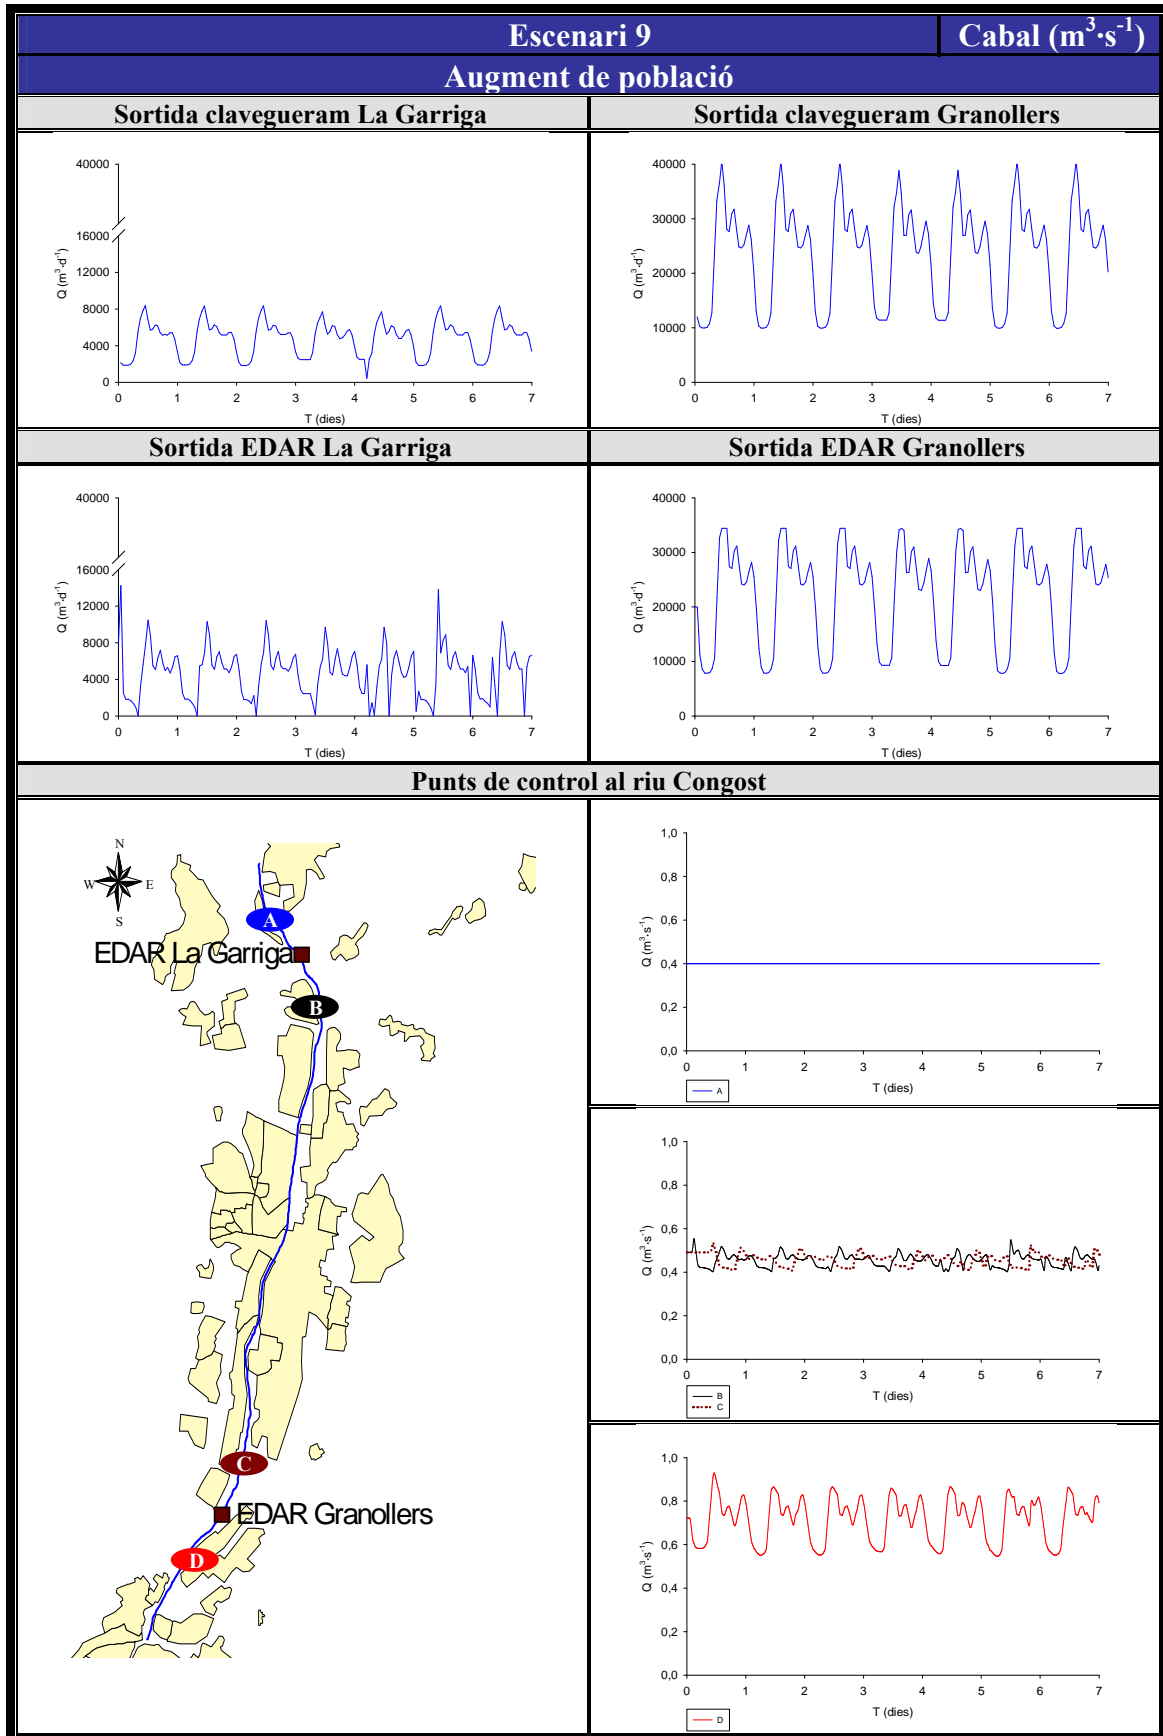 Escenari 9 Cabal (m³·s⁻¹)
Augment de població
Sortida clavegueram La Garriga Sortida clavegueram Granollers
40000
16000
12000
8000
4000
0
Q (m³·d⁻¹)
0 1 2 3 4 5 6 7
T (dies)
40000
30000
20000
10000
0
Q (m³·d⁻¹)
0 1 2 3 4 5 6 7
T (dies)
Sortida EDAR La Garriga Sortida EDAR Granollers
40000
16000
12000
8000
4000
0
Q (m³·d⁻¹)
0 1 2 3 4 5 6 7
T (dies)
40000
30000
20000
10000
0
Q (m³·d⁻¹)
0 1 2 3 4 5 6 7
T (dies)
Punts de control al riu Congost
N
W E
S
A
EDAR La Garriga
B
C
EDAR Granollers
D
1,0
0,8
0,6
0,4
0,2
0,0
Q (m³·s⁻¹)
0 1 2 3 4 5 6 7
T (dies)
A
1,0
0,8
0,6
0,4
0,2
0,0
Q (m³·s⁻¹)
0 1 2 3 4 5 6 7
T (dies)
B
C
1,0
0,8
0,6
0,4
0,2
0,0
Q (m³·s⁻¹)
0 1 2 3 4 5 6 7
T (dies)
D